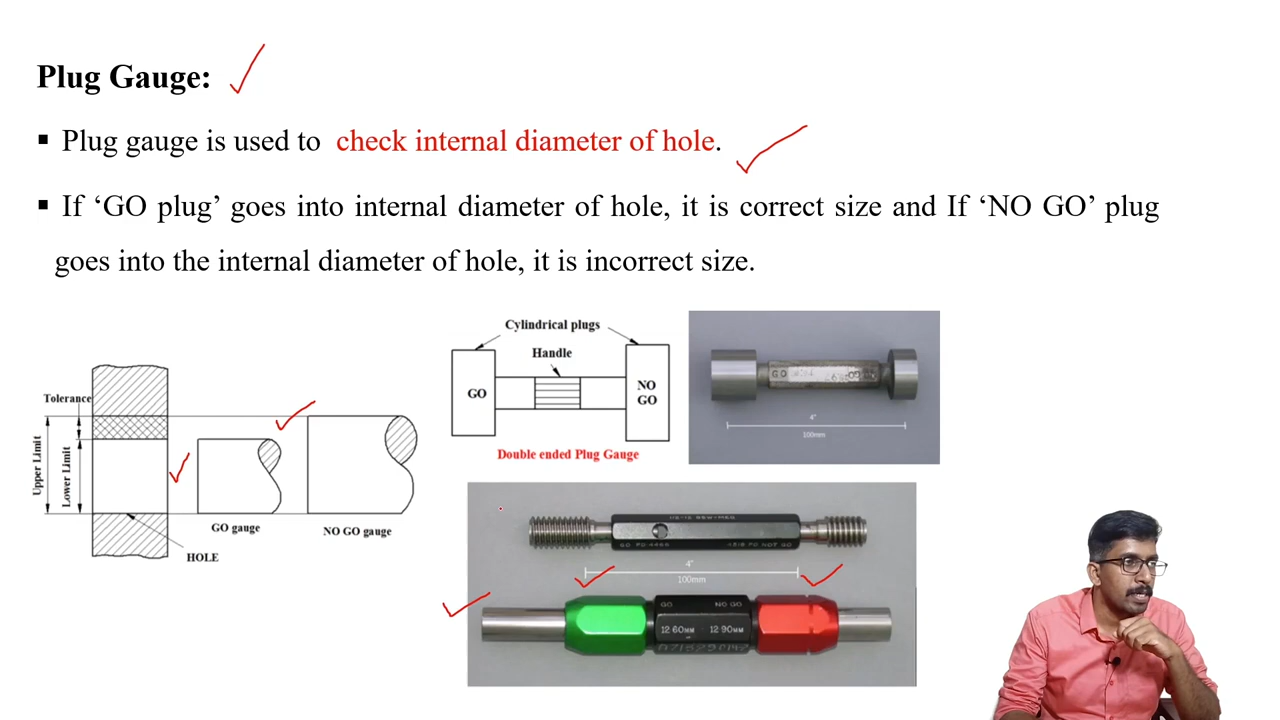 Plug Gauge:
▪ Plug gauge is used to check internal diameter of hole.
▪ If ‘GO plug’ goes into internal diameter of hole, it is correct size and If ‘NO GO’ plug
goes into the internal diameter of hole, it is incorrect size.
Tolerance
Upper Limit
Lower Limit
GO gauge
NO GO gauge
HOLE
Cylindrical plugs
Handle
GO
NO
GO
Double ended Plug Gauge
GO
4"
100mm
4"
100mm
GO NO GO
12 60MM 12 90MM